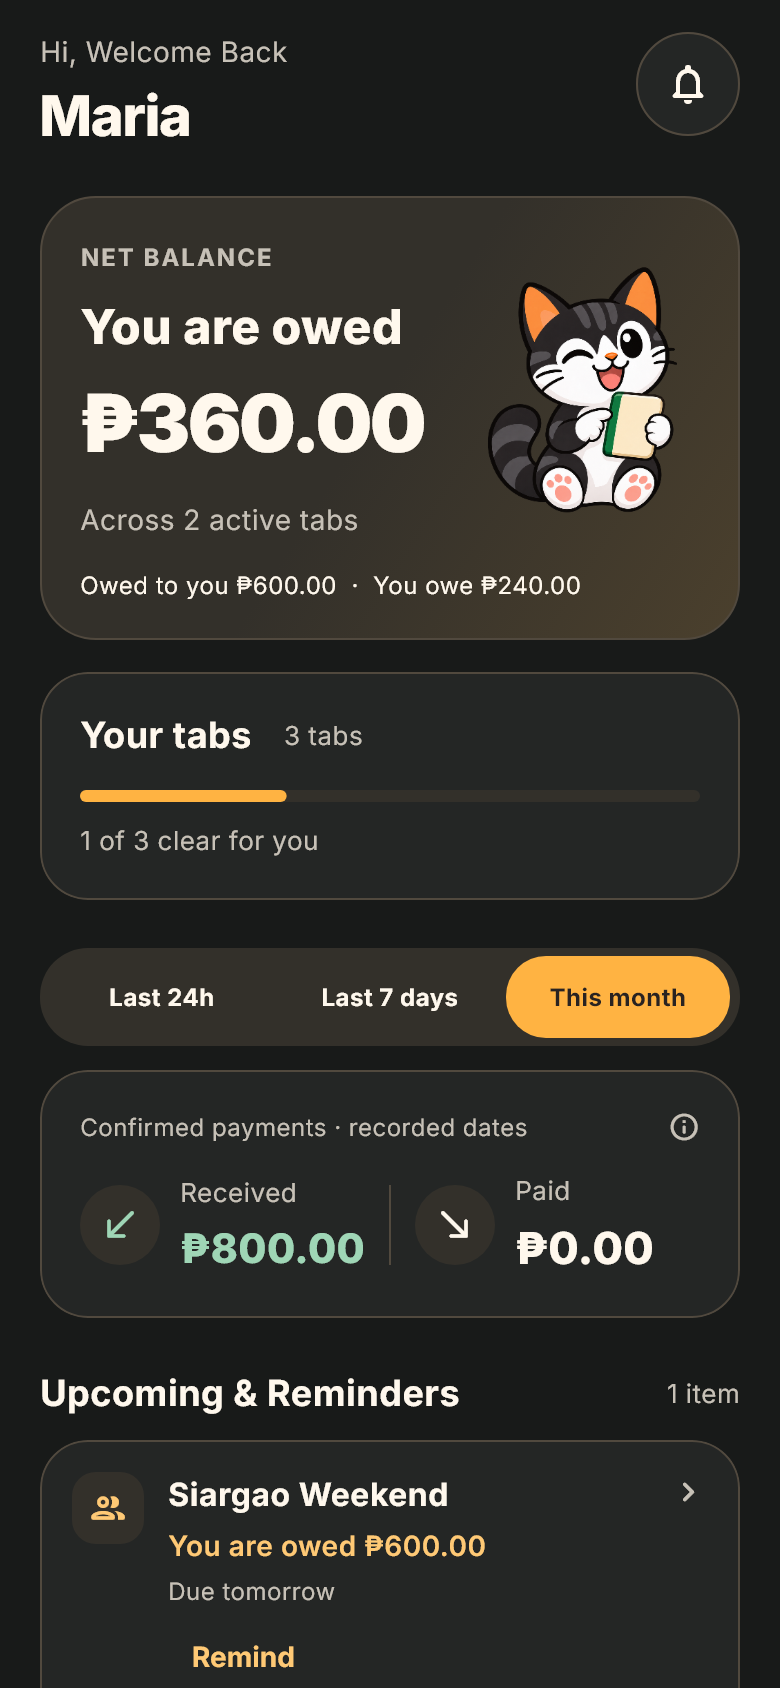 Hi, Welcome Back
Maria
NET BALANCE
You are owed
₱360.00
Across 2 active tabs
Owed to you ₱600.00 · You owe ₱240.00
Your tabs 3 tabs
1 of 3 clear for you
Last 24h Last 7 days This month
Confirmed payments · recorded dates
Received
₱800.00
Paid
₱0.00
Upcoming & Reminders 1 item
Siargao Weekend
You are owed ₱600.00
Due tomorrow
Remind